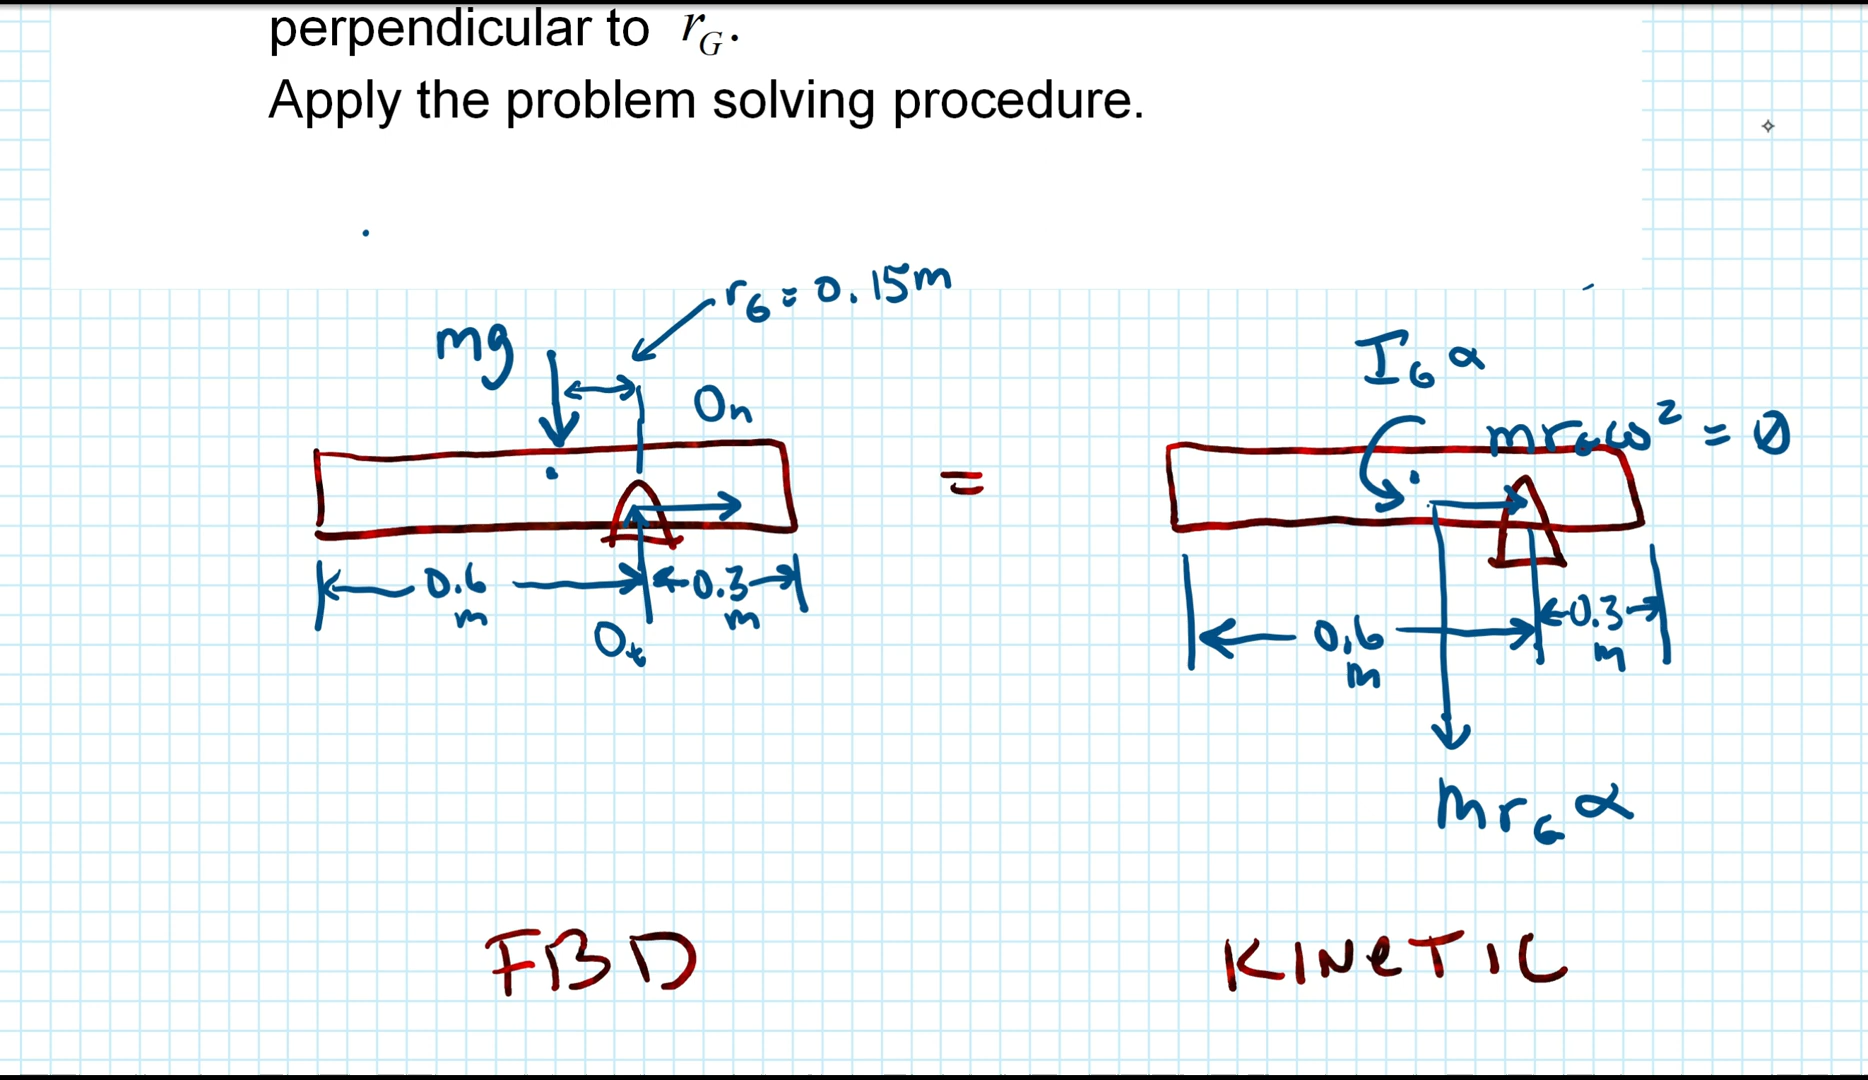 perpendicular to r_G.
Apply the problem solving procedure.
r_G = 0.15m
mg
O_n
0.6 m
0.3 m
O_t
=
I_G α
m r_G ω² = 0
0.6 m
0.3 m
m r_G α
FBD
KINETIC